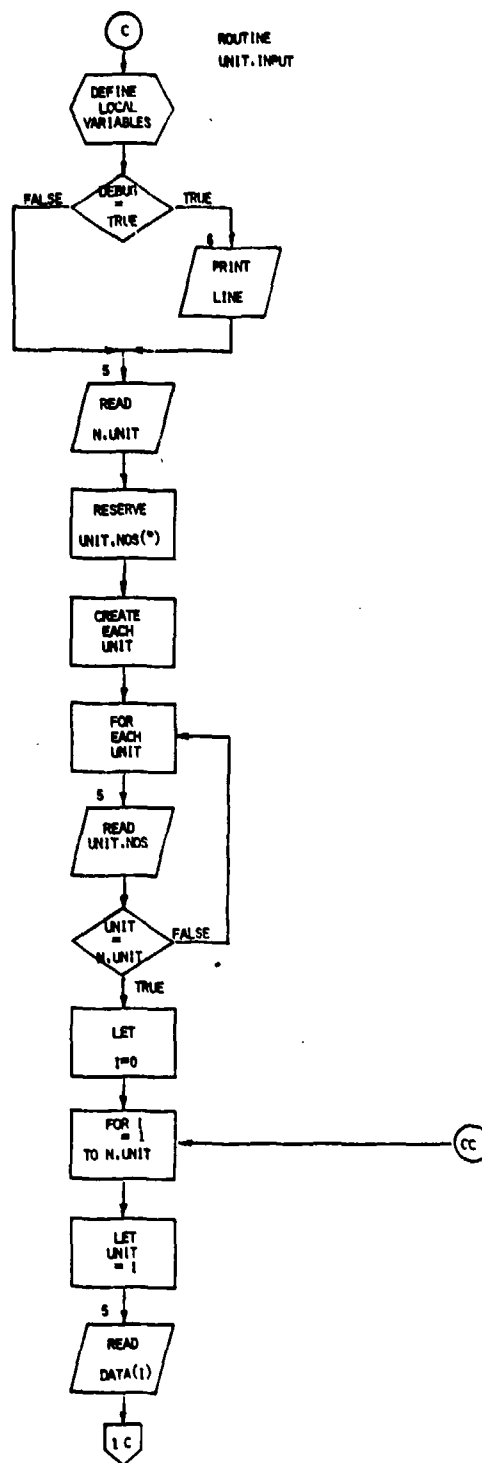 C
ROUTINE
UNIT.INPUT
DEFINE
LOCAL
VARIABLES
FALSE
DEBUT
=
TRUE
TRUE
6
PRINT
LINE
5
READ
N.UNIT
RESERVE
UNIT.NOS(*)
CREATE
EACH
UNIT
FOR
EACH
UNIT
5
READ
UNIT.NOS
UNIT
=
N.UNIT
FALSE
TRUE
LET
I=0
FOR I
= 1
TO N.UNIT
CC
LET
UNIT
= I
5
READ
DATA(I)
1C